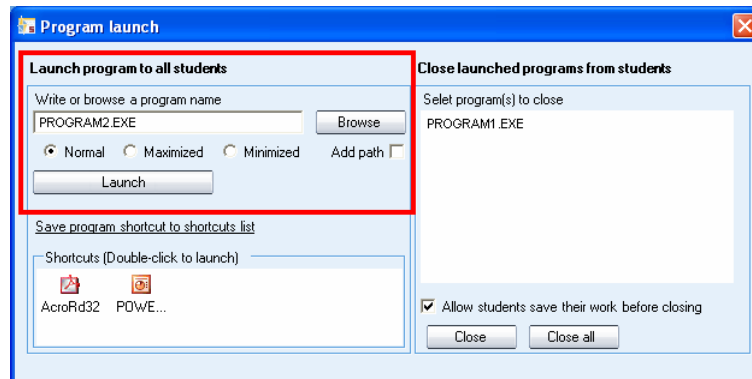 Program launch
Launch program to all students
Write or browse a program name
PROGRAM2.EXE
Browse
Normal
Maximized
Minimized
Add path
Launch
Save program shortcut to shortcuts list
Shortcuts (Double-click to launch)
AcroRd32
POWE...
Close launched programs from students
Selet program(s) to close
PROGRAM1.EXE
Allow students save their work before closing
Close
Close all